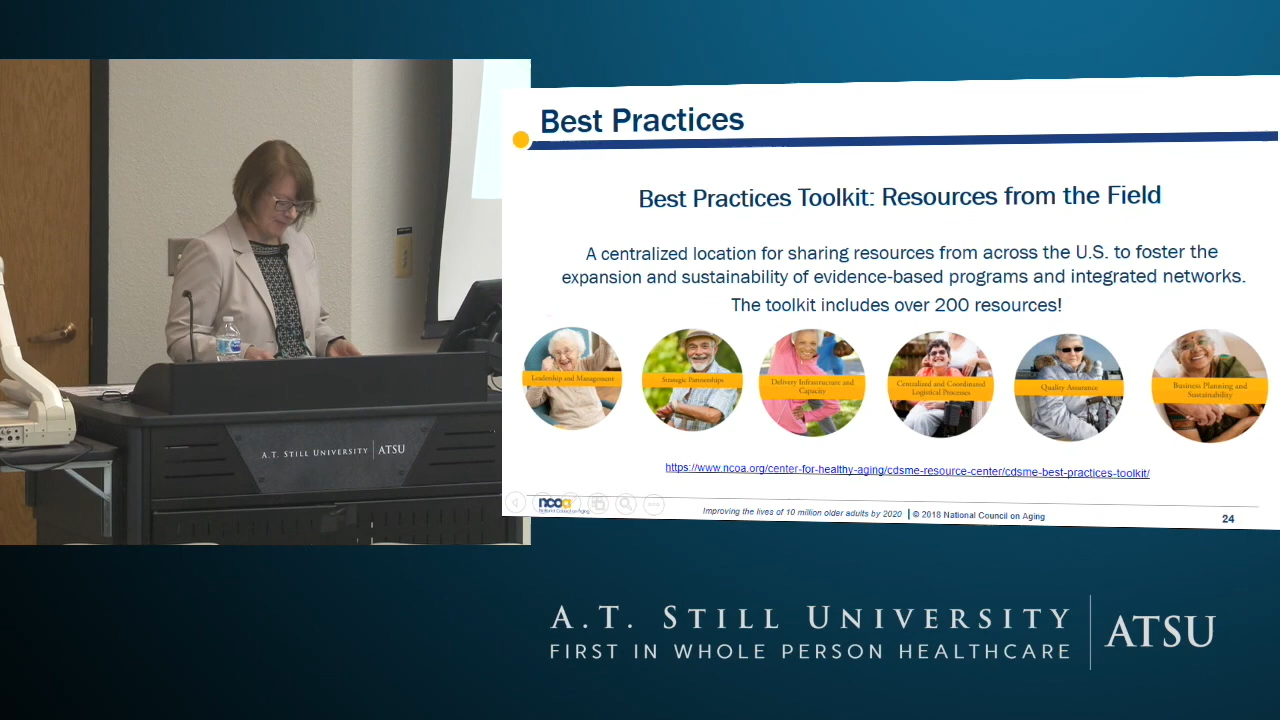 Best Practices
Best Practices Toolkit: Resources from the Field
A centralized location for sharing resources from across the U.S. to foster the
expansion and sustainability of evidence-based programs and integrated networks.
The toolkit includes over 200 resources!
Leadership and Management
Strategic Partnerships
Delivery Infrastructure and
Capacity
Centralized and Coordinated
Logistical Processes
Quality Assurance
Business Planning and
Sustainability
https://www.ncoa.org/center-for-healthy-aging/cdsme-resource-center/cdsme-best-practices-toolkit/
ncoa
National Council on Aging
Improving the lives of 10 million older adults by 2020 | © 2018 National Council on Aging
24
A.T. STILL UNIVERSITY | ATSU
A.T. STILL UNIVERSITY
FIRST IN WHOLE PERSON HEALTHCARE
ATSU